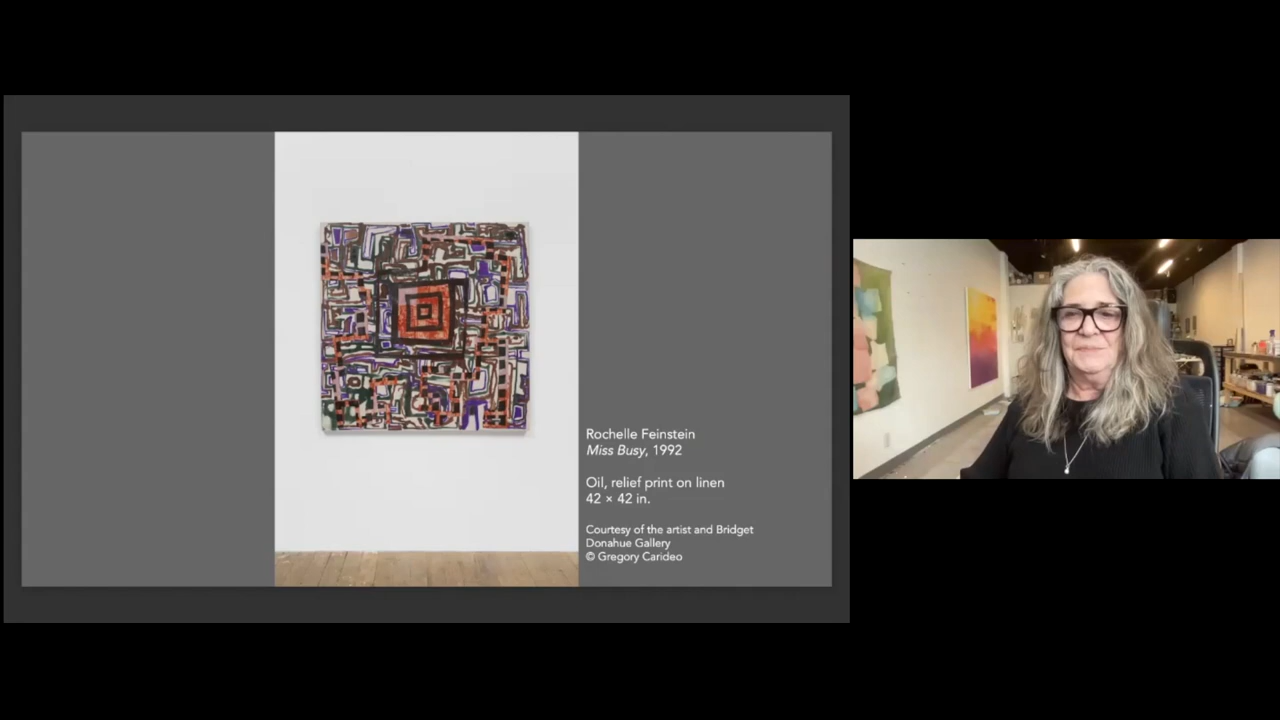 Rochelle Feinstein
Miss Busy, 1992
Oil, relief print on linen
42 × 42 in.
Courtesy of the artist and Bridget
Donahue Gallery
© Gregory Carideo